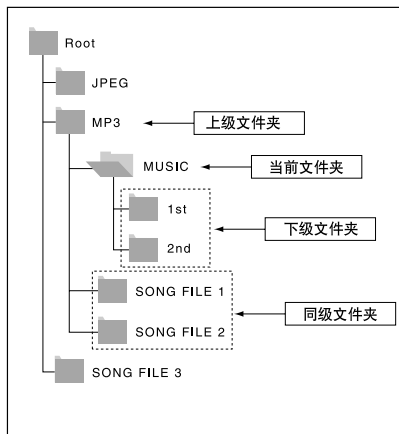 Root
JPEG
MP3
上级文件夹
MUSIC
当前文件夹
1st
下级文件夹
2nd
SONG FILE 1
同级文件夹
SONG FILE 2
SONG FILE 3